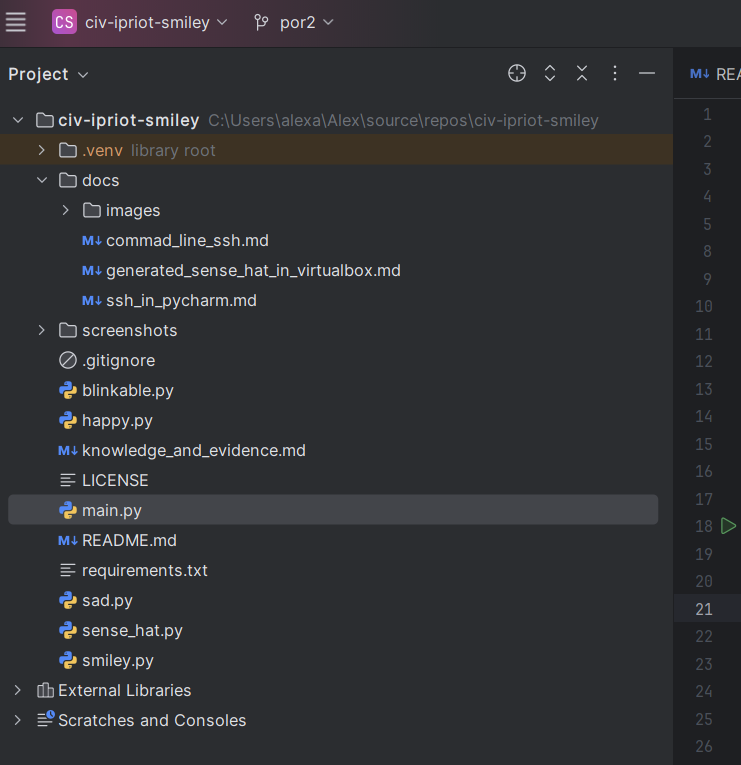 CS civ-ipriot-smiley por2
Project
M↓ REA
civ-ipriot-smiley C:\Users\alexa\Alex\source\repos\civ-ipriot-smiley
.venv library root
docs
images
M↓ commad_line_ssh.md
M↓ generated_sense_hat_in_virtualbox.md
M↓ ssh_in_pycharm.md
screenshots
.gitignore
blinkable.py
happy.py
M↓ knowledge_and_evidence.md
LICENSE
main.py
M↓ README.md
requirements.txt
sad.py
sense_hat.py
smiley.py
External Libraries
Scratches and Consoles
1
2
3
4
5
8
9
10
11
12
13
14
15
16
17
18
19
20
21
22
23
24
25
26